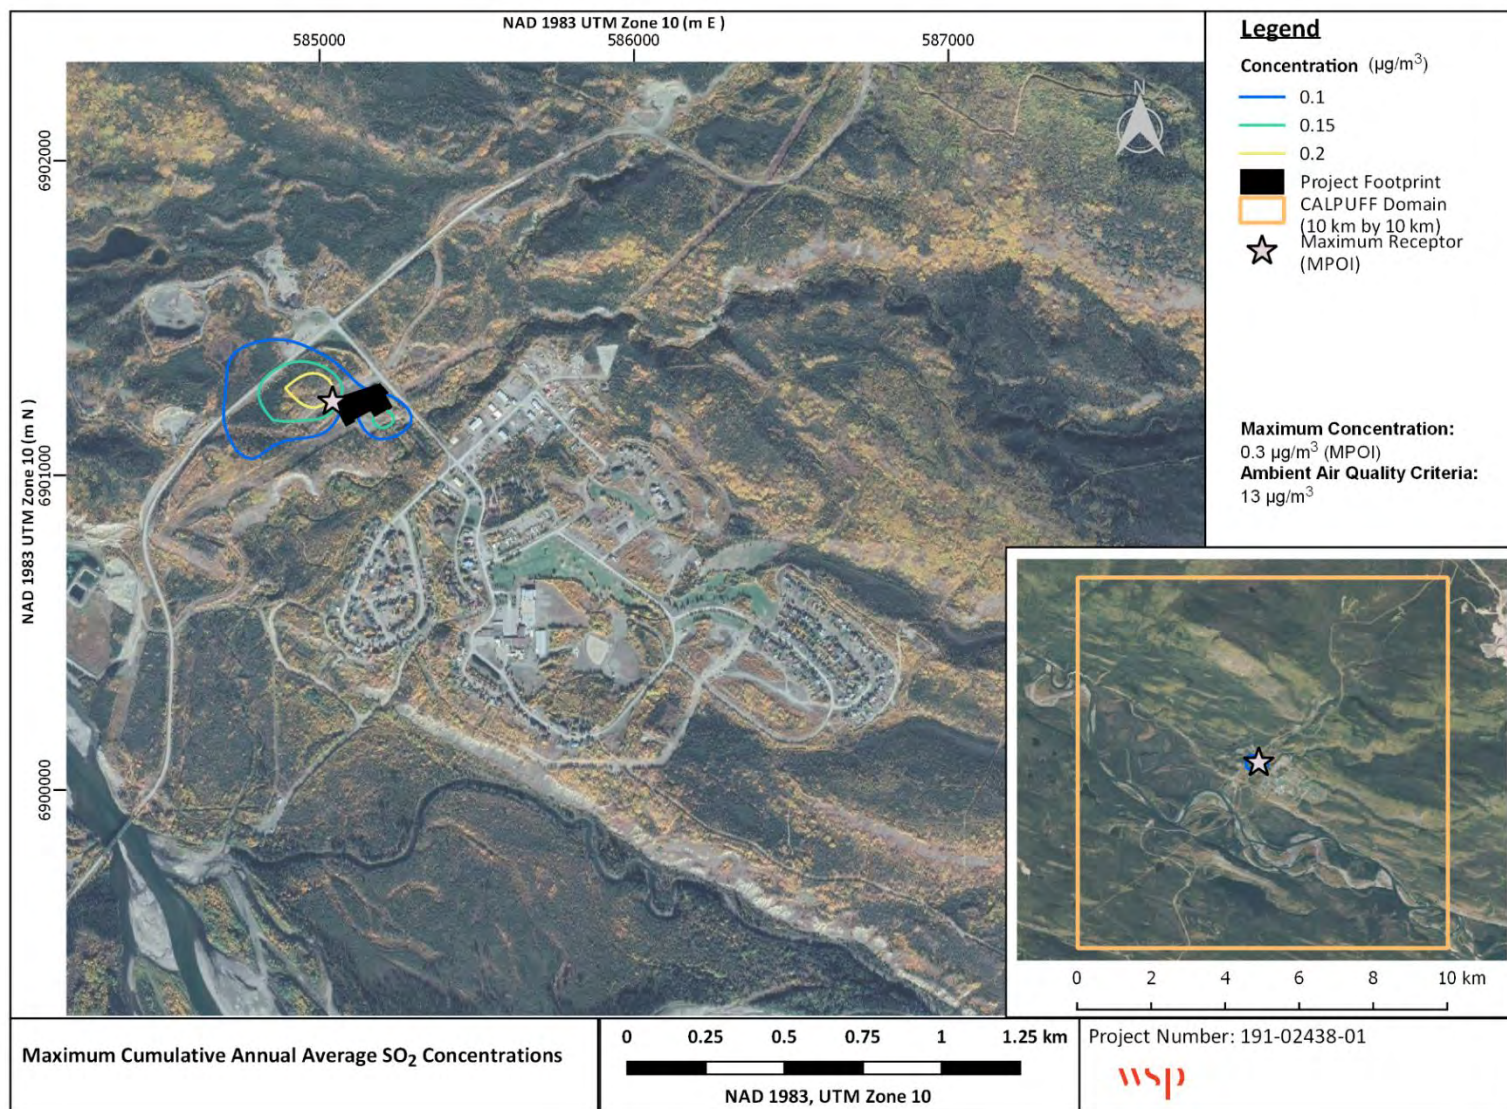 NAD 1983 UTM Zone 10 (m E )
585000 586000 587000
6902000
6901000
6900000
NAD 1983 UTM Zone 10 (m N )
N
Legend
Concentration (µg/m³)
0.1
0.15
0.2
Project Footprint
CALPUFF Domain
(10 km by 10 km)
Maximum Receptor
(MPOI)
Maximum Concentration:
0.3 µg/m³ (MPOI)
Ambient Air Quality Criteria:
13 µg/m³
0 2 4 6 8 10 km
Maximum Cumulative Annual Average SO₂ Concentrations
0 0.25 0.5 0.75 1 1.25 km
NAD 1983, UTM Zone 10
Project Number: 191-02438-01
wsp